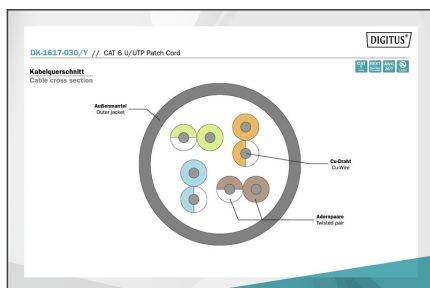 DIGITUS®
DK-1617-030/Y // CAT 6 U/UTP Patch Cord
Kabelquerschnitt
Cable cross section
Außenmantel
Outer jacket
Cu-Draht
Cu-Wire
Adernpaare
Twisted pair